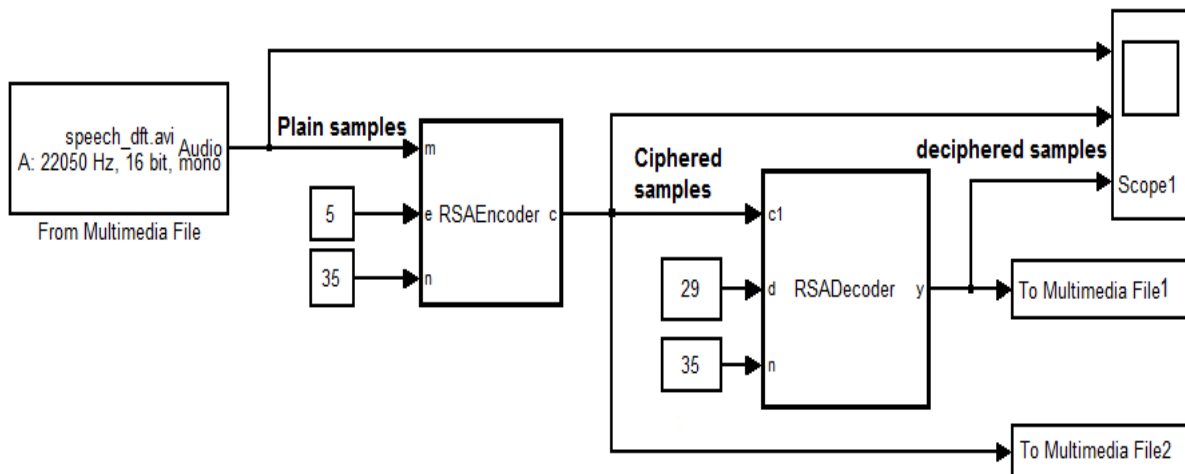 speech_dft.avi
Audio
A: 22050 Hz, 16 bit, mono
From Multimedia File
Plain samples
m
5
e
RSAEncoder
c
35
n
Ciphered
samples
c1
29
d
RSADecoder
y
35
n
deciphered samples
Scope1
To Multimedia File1
To Multimedia File2